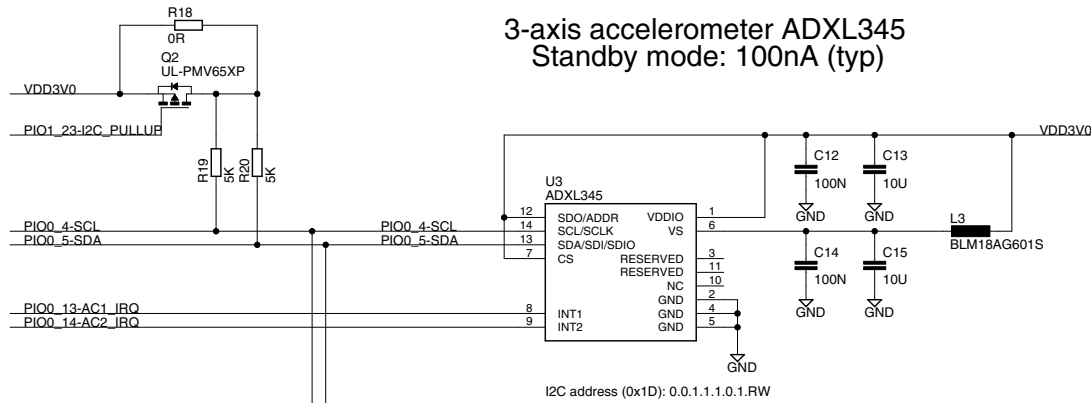 3-axis accelerometer ADXL345
Standby mode: 100nA (typ)
R18
0R
Q2
UL-PMV65XP
VDD3V0
PIO1_23-I2C_PULLUP
R19
5K
R20
5K
VDD3V0
C12
100N
GND
C13
10U
GND
U3
ADXL345
PIO0_4-SCL
PIO0_5-SDA
PIO0_4-SCL
PIO0_5-SDA
12 SDO/ADDR VDDIO 1
14 SCL/SCLK VS 6
13 SDA/SDI/SDIO
7 CS RESERVED 3
RESERVED 11
NC 10
GND 2
8 INT1 GND 4
9 INT2 GND 5
L3
BLM18AG601S
C14
100N
GND
C15
10U
GND
PIO0_13-AC1_IRQ
PIO0_14-AC2_IRQ
GND
I2C address (0x1D): 0.0.1.1.1.0.1.RW